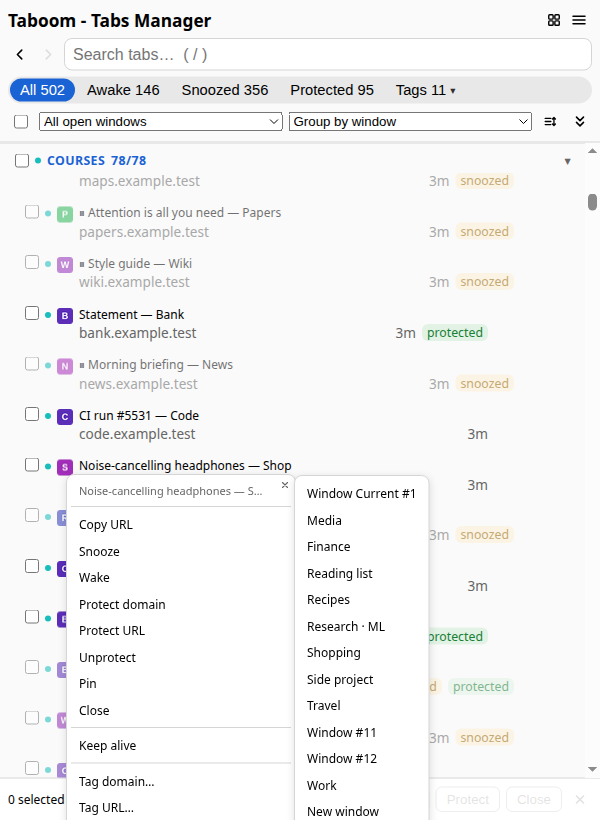 Taboom - Tabs Manager
Search tabs… ( / )
All 502
Awake 146
Snoozed 356
Protected 95
Tags 11 ▾
All open windows
Group by window
COURSES 78/78
maps.example.test
3m snoozed
P Attention is all you need — Papers
papers.example.test
3m snoozed
W Style guide — Wiki
wiki.example.test
3m snoozed
B Statement — Bank
bank.example.test
3m protected
N Morning briefing — News
news.example.test
3m snoozed
C CI run #5531 — Code
code.example.test
3m
S Noise-cancelling headphones — Shop
3m
3m snoozed
3m
protected
protected
3m snoozed
Noise-cancelling headphones — S...
Copy URL
Snooze
Wake
Protect domain
Protect URL
Unprotect
Pin
Close
Keep alive
Tag domain...
Tag URL...
Window Current #1
Media
Finance
Reading list
Recipes
Research · ML
Shopping
Side project
Travel
Window #11
Window #12
Work
New window
0 selected
Protect
Close